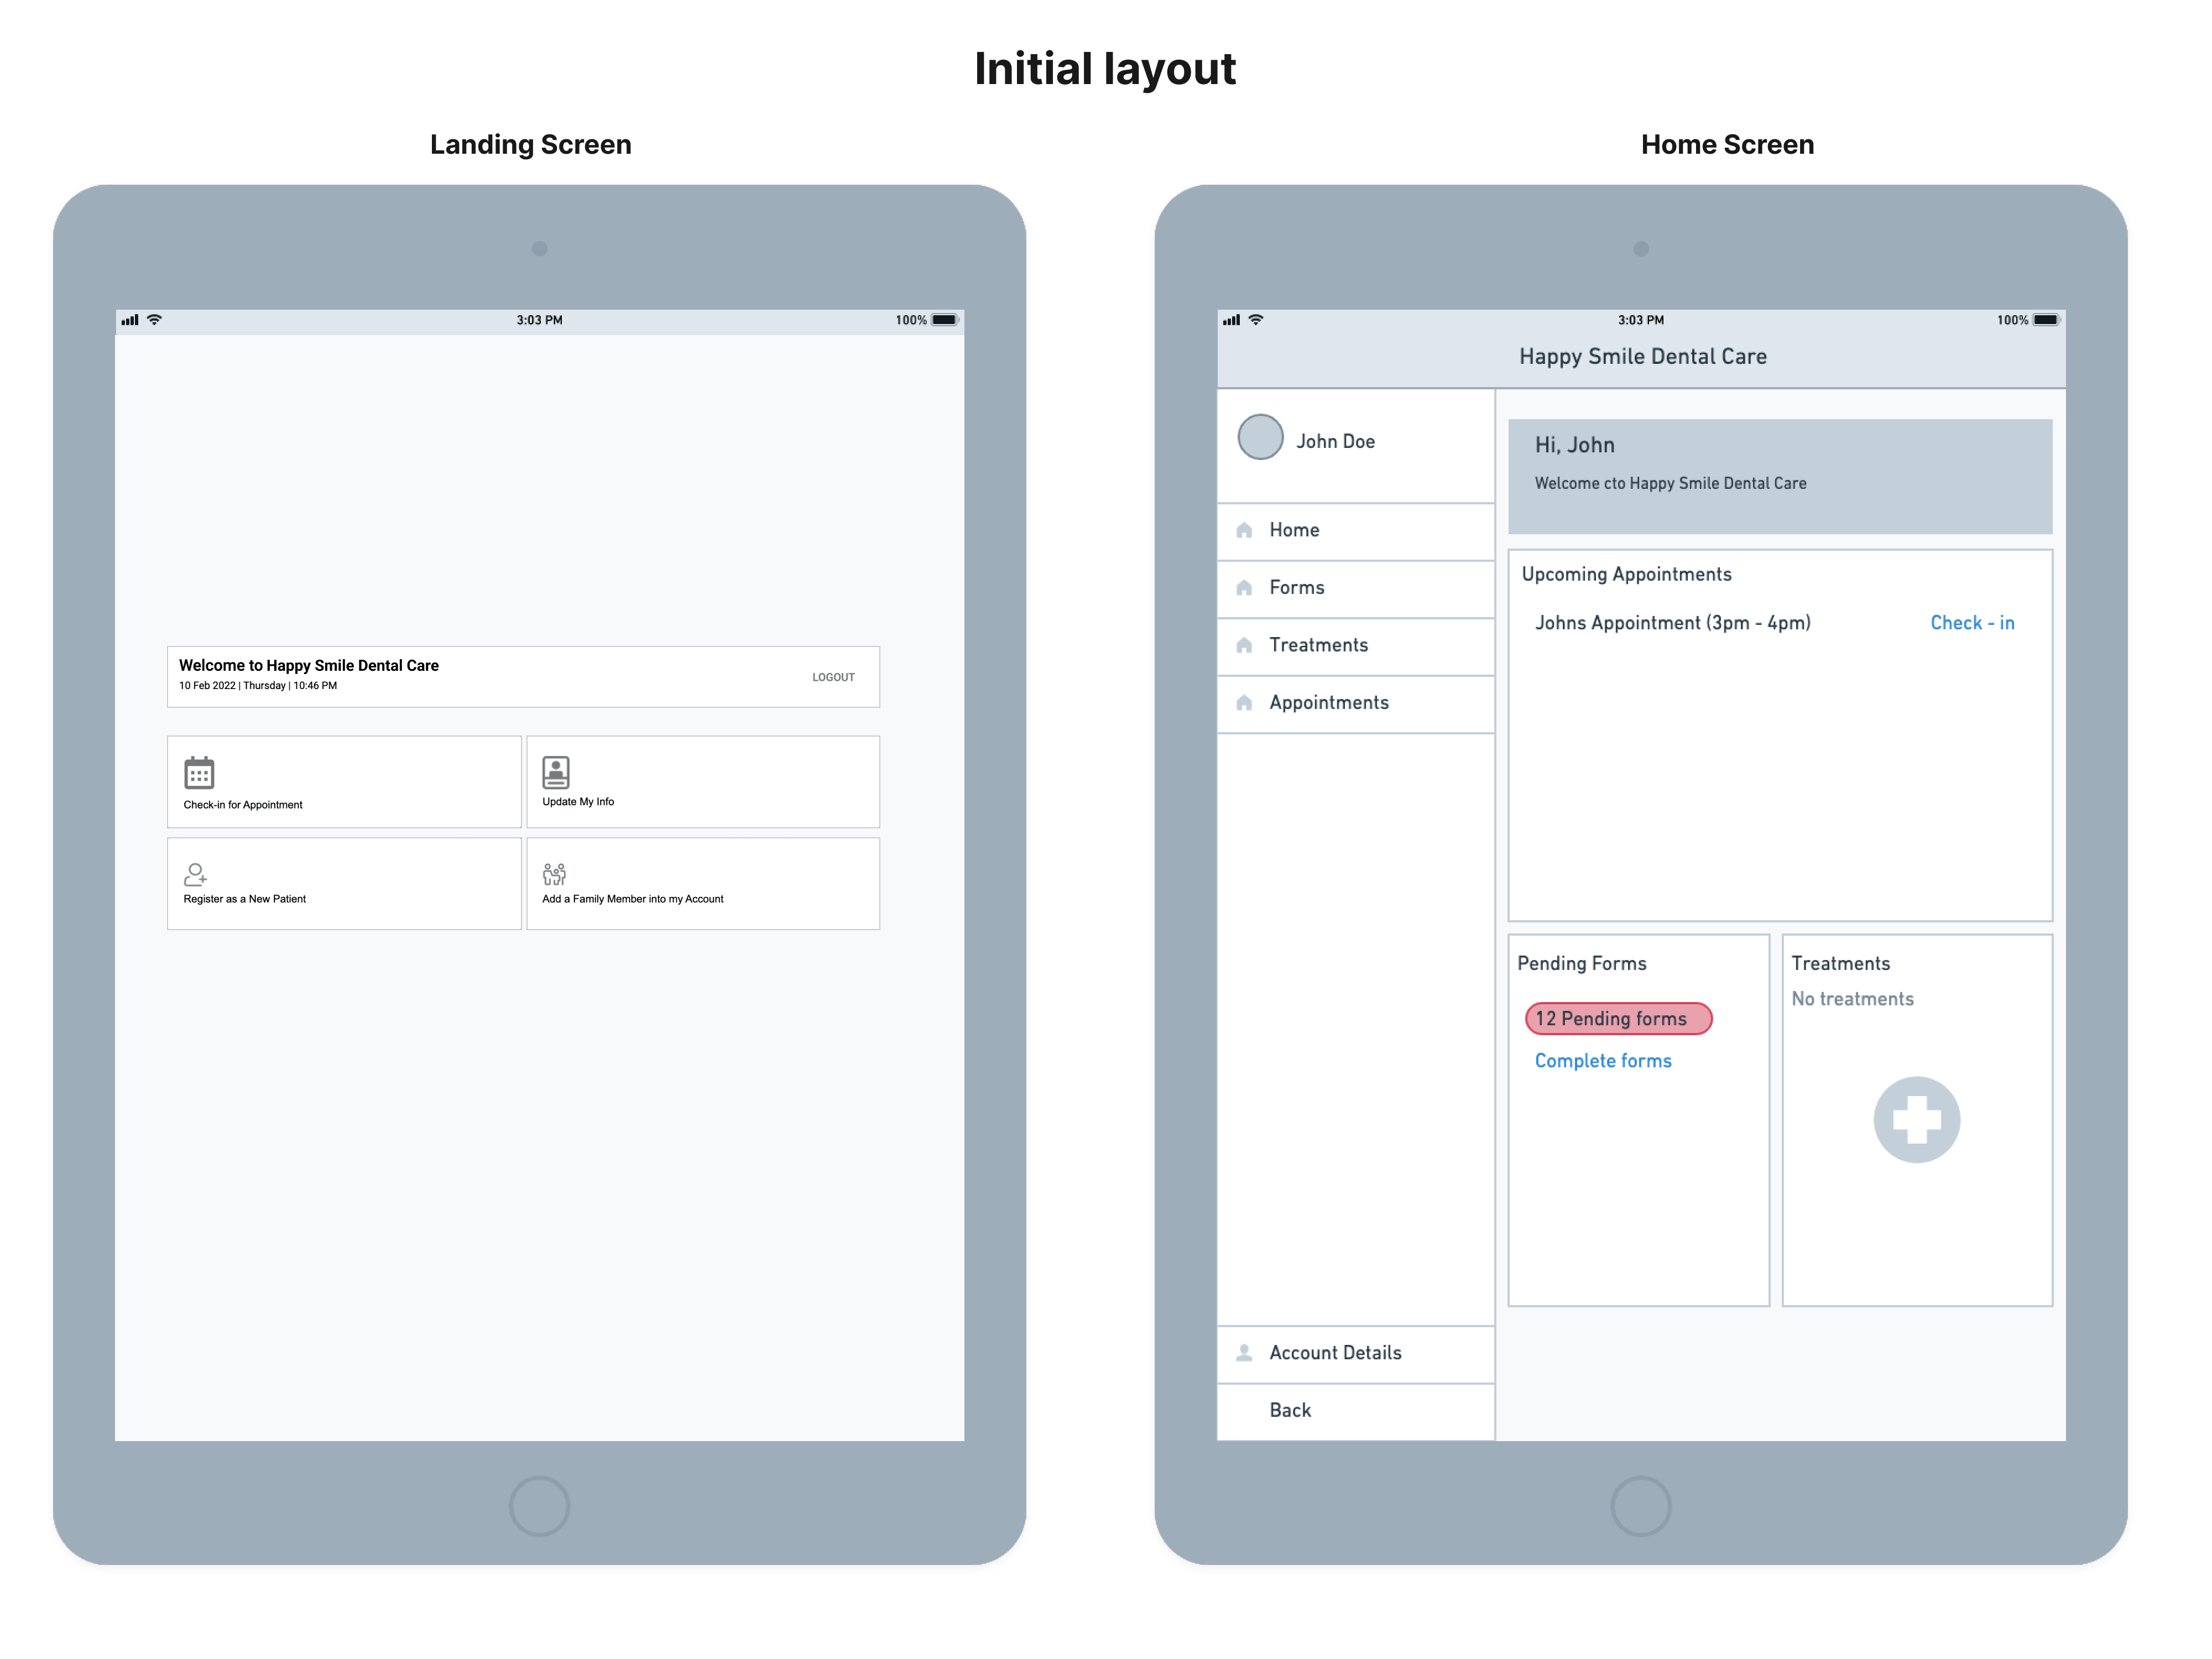 Initial layout
Landing Screen
3:03 PM
100%
Welcome to Happy Smile Dental Care
10 Feb 2022 | Thursday | 10:46 PM
LOGOUT
Check-in for Appointment
Update My Info
Register as a New Patient
Add a Family Member into my Account
Home Screen
3:03 PM
100%
Happy Smile Dental Care
John Doe
Home
Forms
Treatments
Appointments
Account Details
Back
Hi, John
Welcome cto Happy Smile Dental Care
Upcoming Appointments
Johns Appointment (3pm - 4pm)
Check - in
Pending Forms
12 Pending forms
Complete forms
Treatments
No treatments